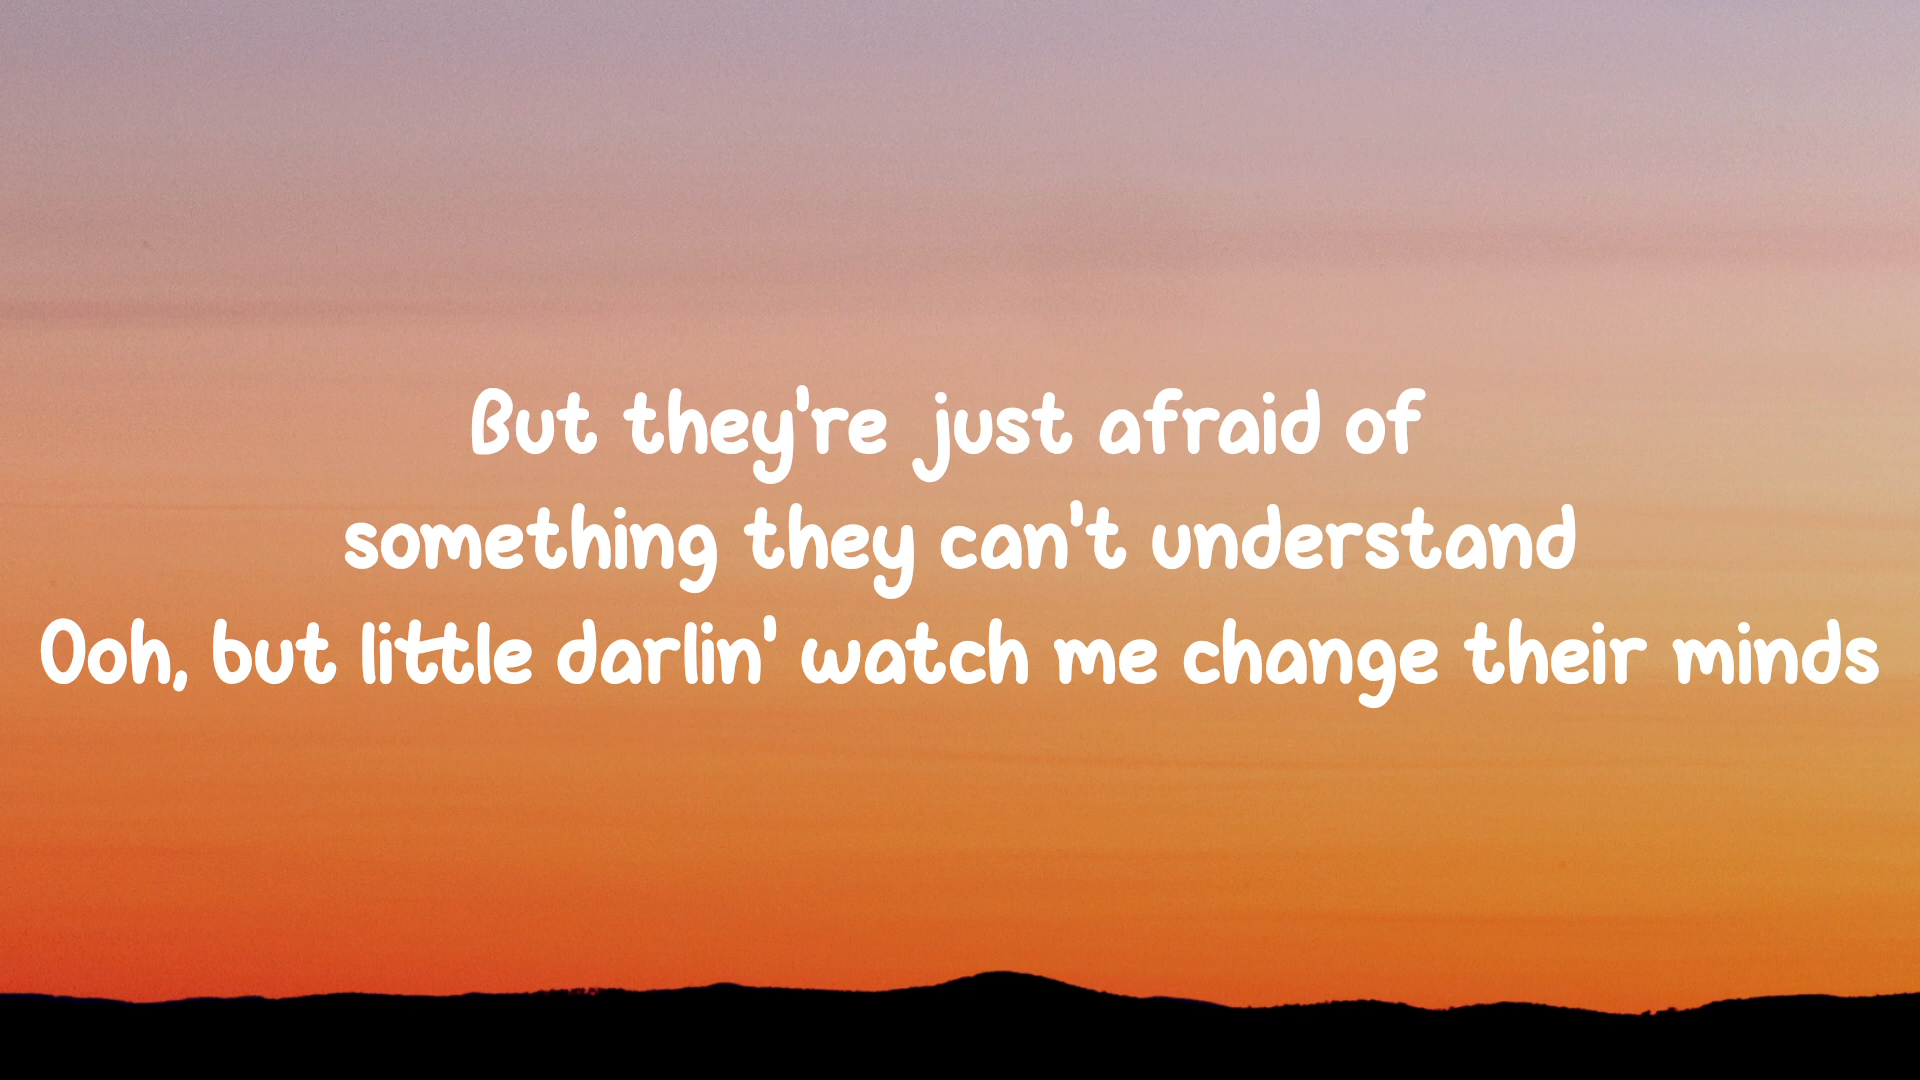 But they're just afraid of
something they can't understand
Ooh, but little darlin' watch me change their minds